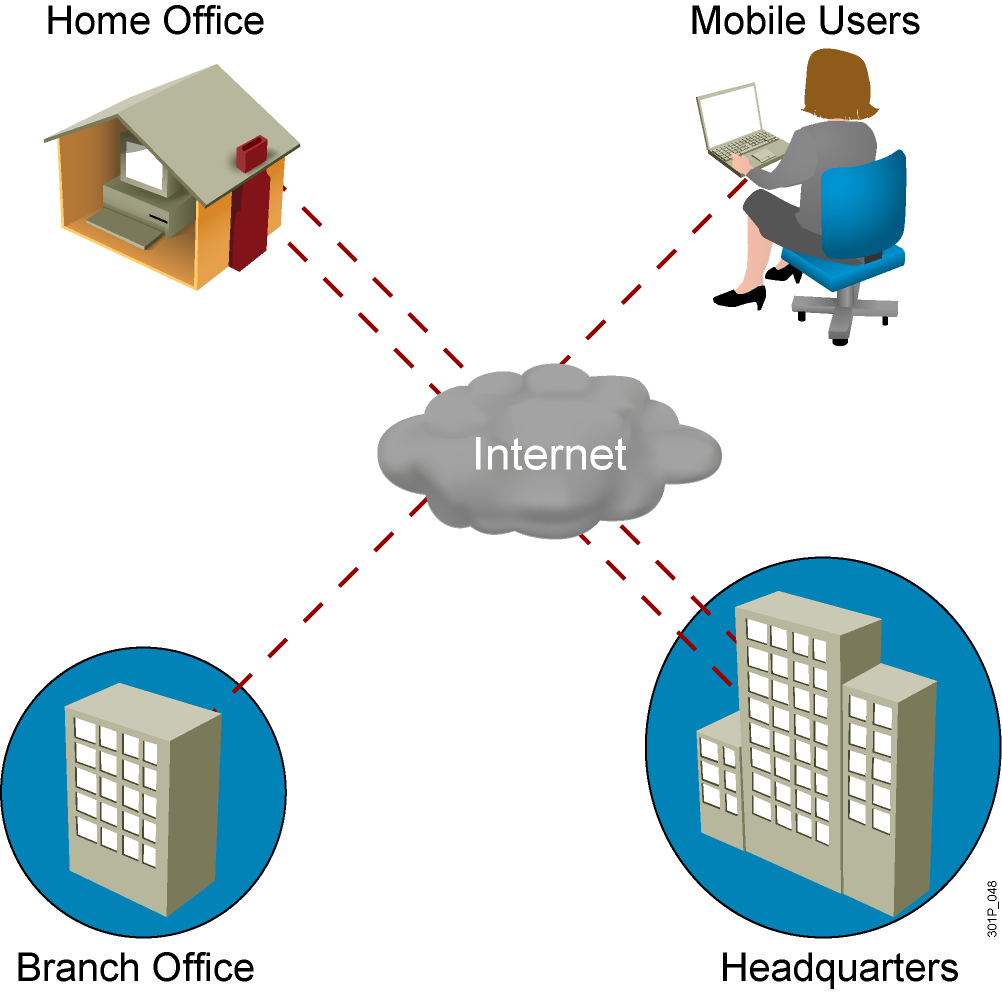 Home Office
Mobile Users
Internet
Branch Office
Headquarters
301P_048